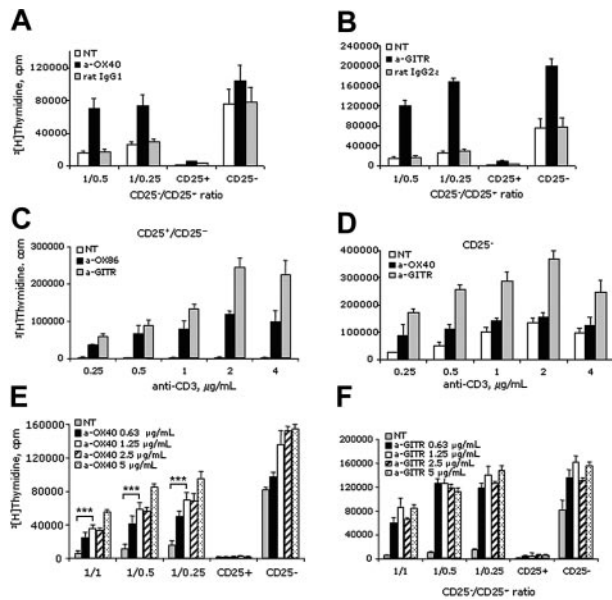 A
NT
a-OX40
rat IgG1
³[H]Thymidine, cpm
120000
80000
40000
0
1/0.5
1/0.25
CD25+
CD25-
CD25⁻/CD25⁺ ratio
B
NT
a-GITR
rat IgG2a
240000
200000
160000
120000
80000
40000
0
1/0.5
1/0.25
CD25+
CD25-
CD25⁻/CD25⁺ ratio
C
CD25⁺/CD25⁻
NT
a-OX86
a-GITR
³[H]Thymidine, cpm
300000
200000
100000
0
0.25
0.5
1
2
4
anti-CD3, µg/mL
D
CD25⁻
NT
a-OX40
a-GITR
400000
300000
200000
100000
0
0.25
0.5
1
2
4
anti-CD3, µg/mL
E
NT
a-OX40 0.63 µg/mL
a-OX40 1.25 µg/mL
a-OX40 2.5 µg/mL
a-OX40 5 µg/mL
³[H]Thymidine, cpm
160000
120000
80000
40000
0
***
***
***
1/1
1/0.5
1/0.25
CD25+
CD25-
F
NT
a-GITR 0.63 µg/mL
a-GITR 1.25 µg/mL
a-GITR 2.5 µg/mL
a-GITR 5 µg/mL
200000
160000
120000
80000
40000
0
1/1
1/0.5
1/0.25
CD25+
CD25-
CD25⁻/CD25⁺ ratio